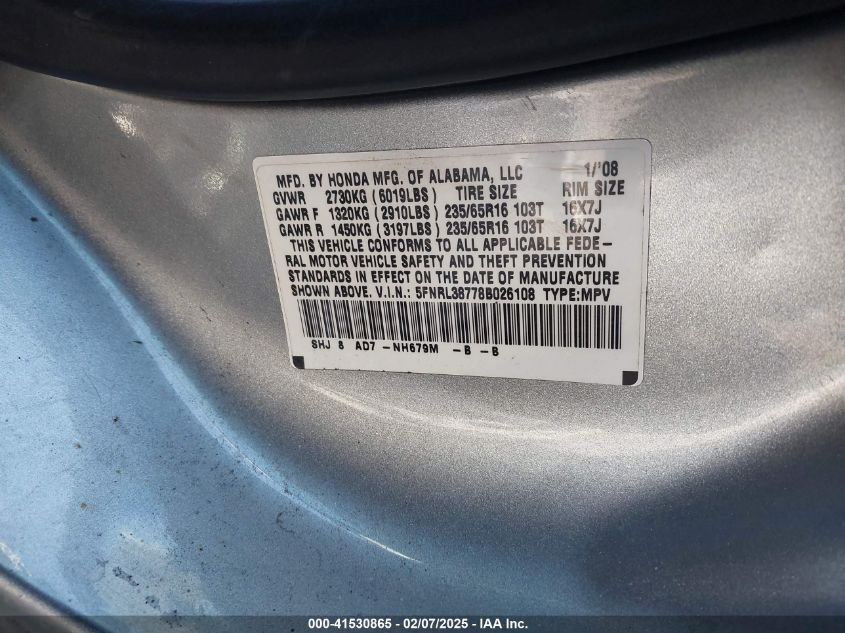 MFD. BY HONDA MFG. OF ALABAMA, LLC 1/'08
GVWR 2730KG (6019LBS) TIRE SIZE RIM SIZE
GAWR F 1320KG (2910LBS) 235/65R16 103T 16X7J
GAWR R 1450KG (3197LBS) 235/65R16 103T 16X7J
THIS VEHICLE CONFORMS TO ALL APPLICABLE FEDE-
RAL MOTOR VEHICLE SAFETY AND THEFT PREVENTION
STANDARDS IN EFFECT ON THE DATE OF MANUFACTURE
SHOWN ABOVE. V.I.N.: 5FNRL38778B026108 TYPE:MPV
SHJ 8 AD7 -NH679M -B -B
000-41530865 - 02/07/2025 - IAA Inc.